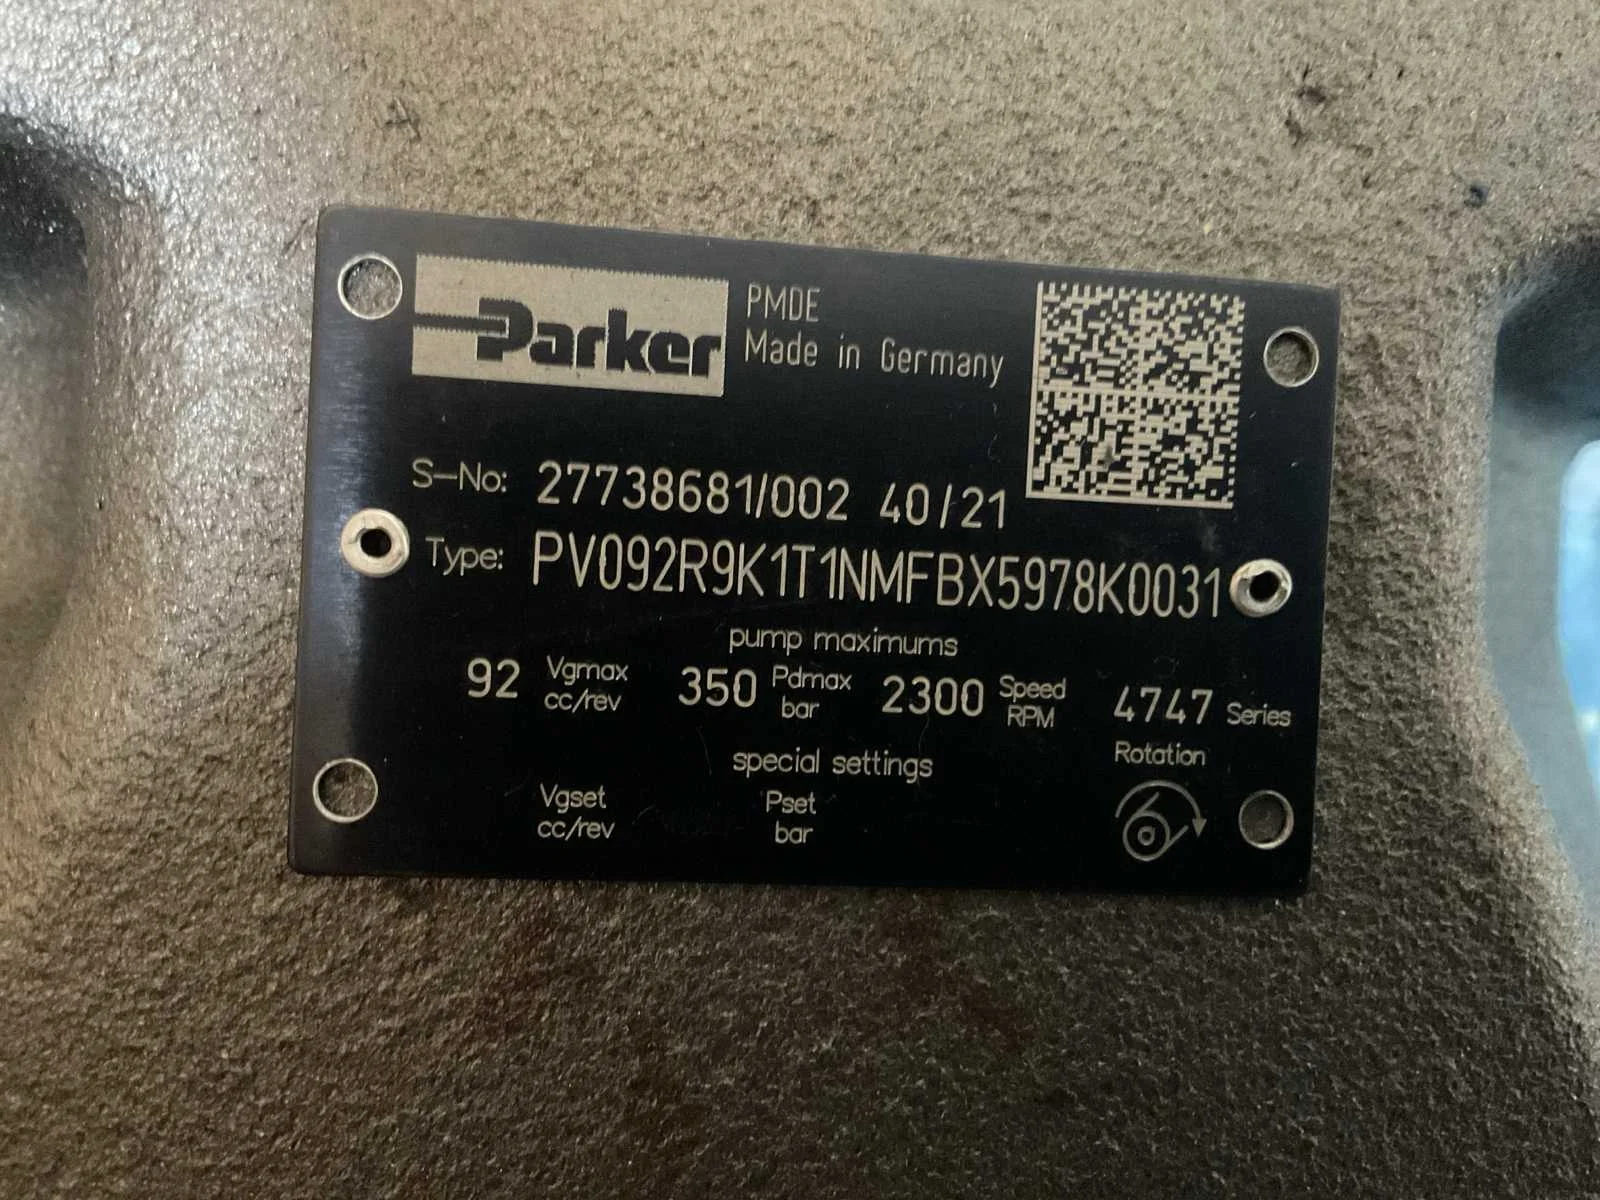 Parker
PMDE
Made in Germany
S-No: 27738681/002 40/21
Type: PV092R9K1T1NMFBX5978K0031
pump maximums
92 Vgmax cc/rev 350 Pdmax bar 2300 Speed RPM 4747 Series
special settings
Rotation
Vgset cc/rev Pset bar